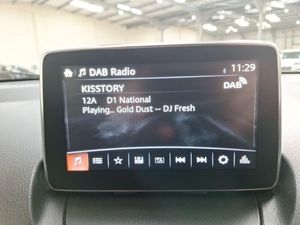 DAB Radio 11:29
KISSTORY DAB
12A D1 National
Playing.. Gold Dust -- DJ Fresh